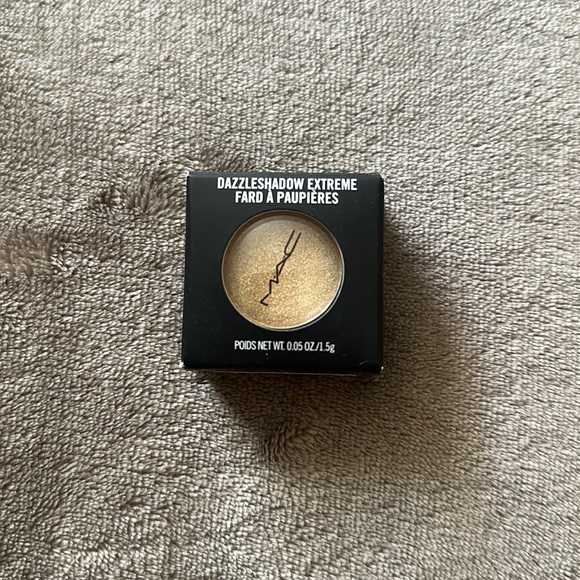 DAZZLESHADOW EXTREME
FARD À PAUPIÈRES
MAC
POIDS NET WT. 0.05 OZ./1.5g